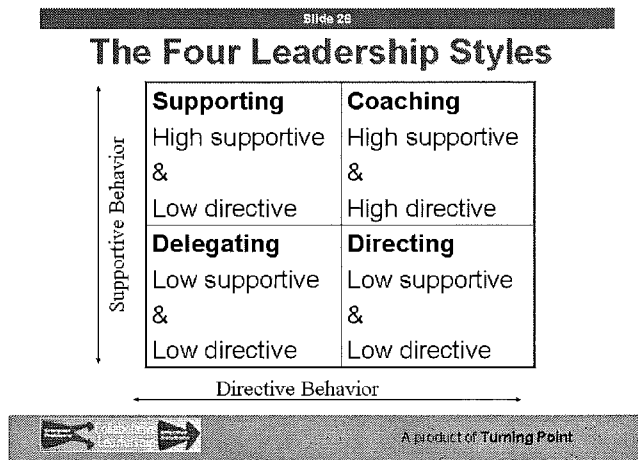 Slide 26
The Four Leadership Styles
Supporting
High supportive
&
Low directive
Coaching
High supportive
&
High directive
Delegating
Low supportive
&
Low directive
Directing
Low supportive
&
Low directive
Supportive Behavior
Directive Behavior
A product of Turning Point